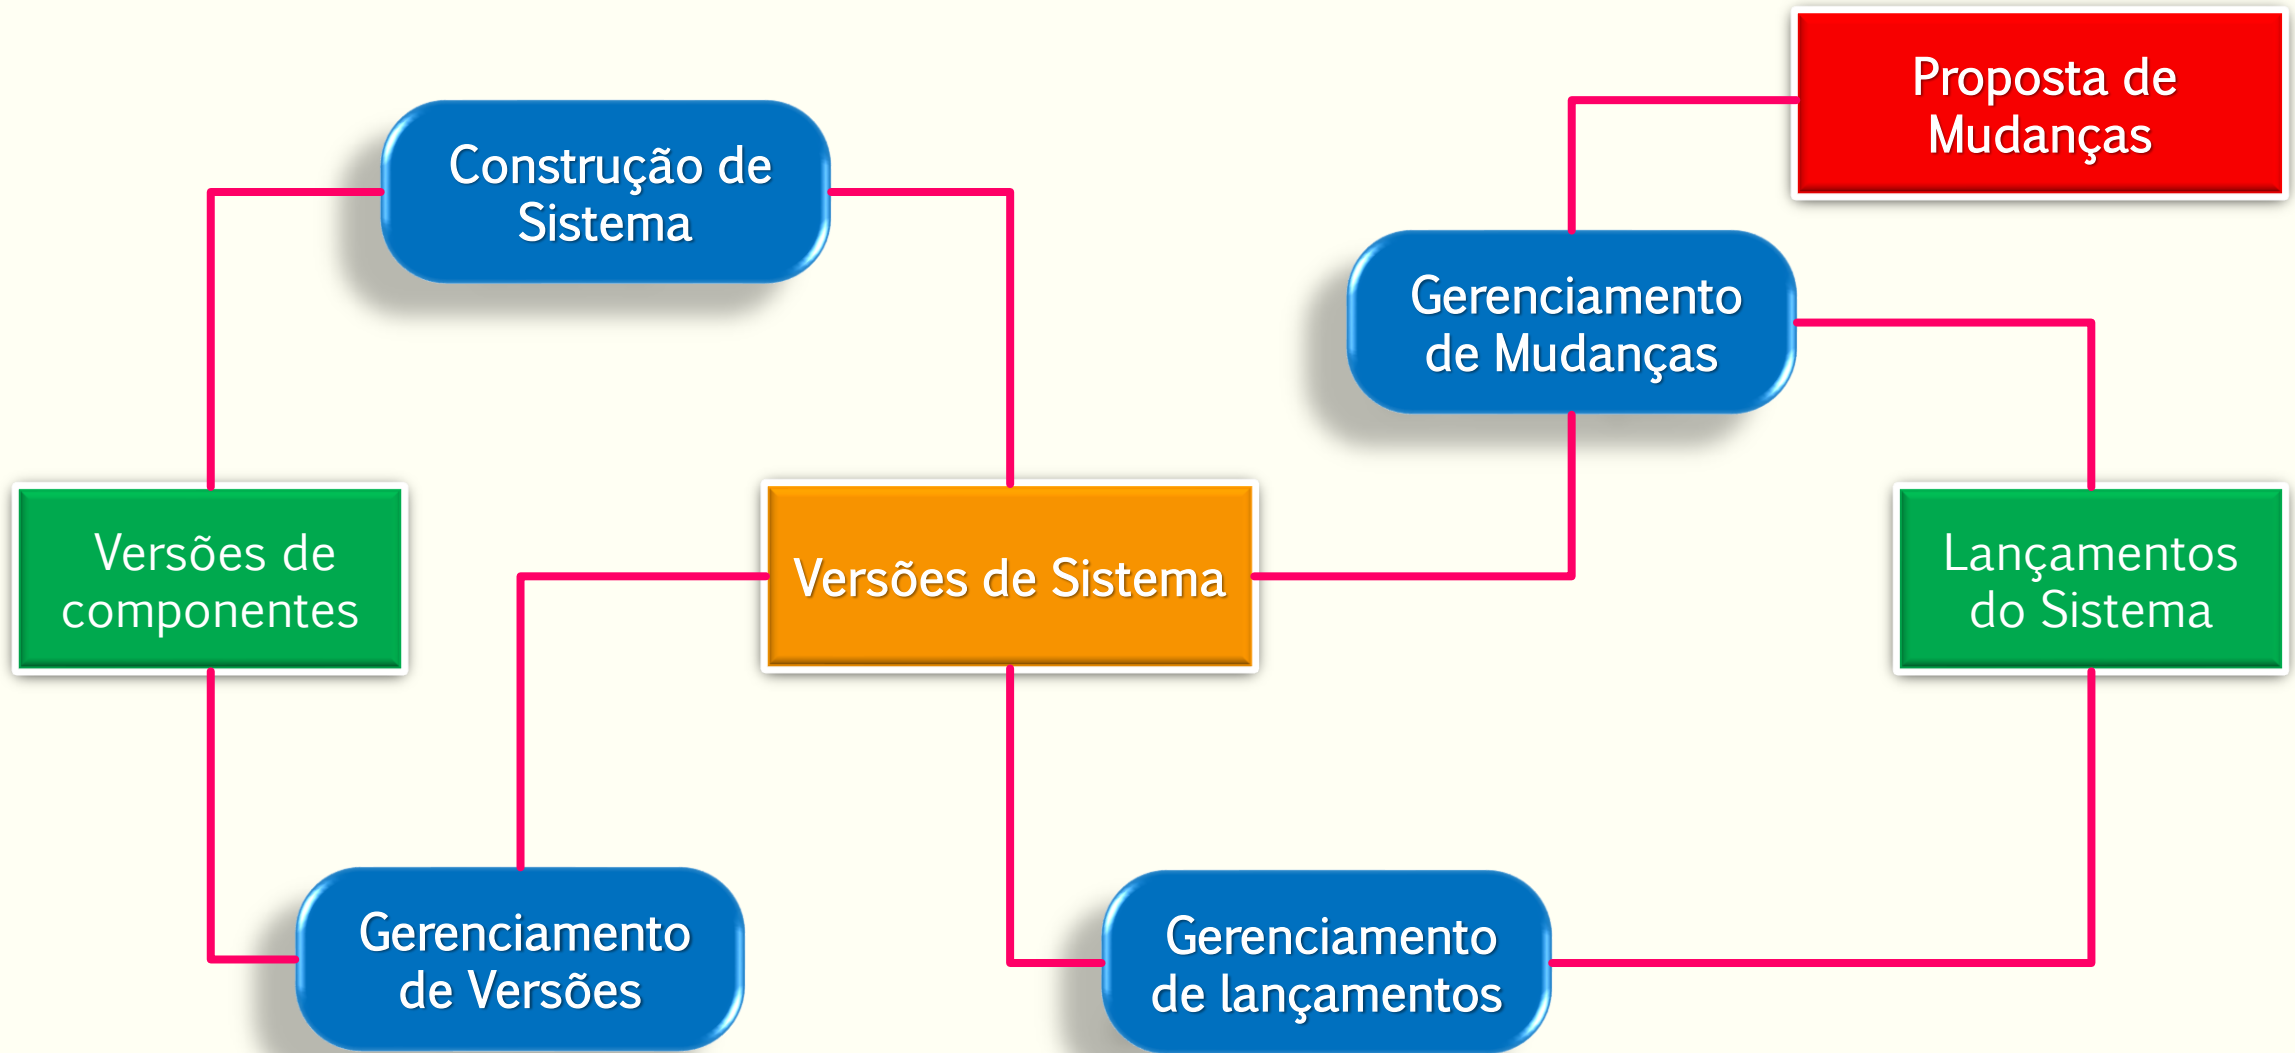 Proposta de
Mudanças
Construção de
Sistema
Gerenciamento
de Mudanças
Versões de
componentes
Versões de Sistema
Lançamentos
do Sistema
Gerenciamento
de Versões
Gerenciamento
de lançamentos